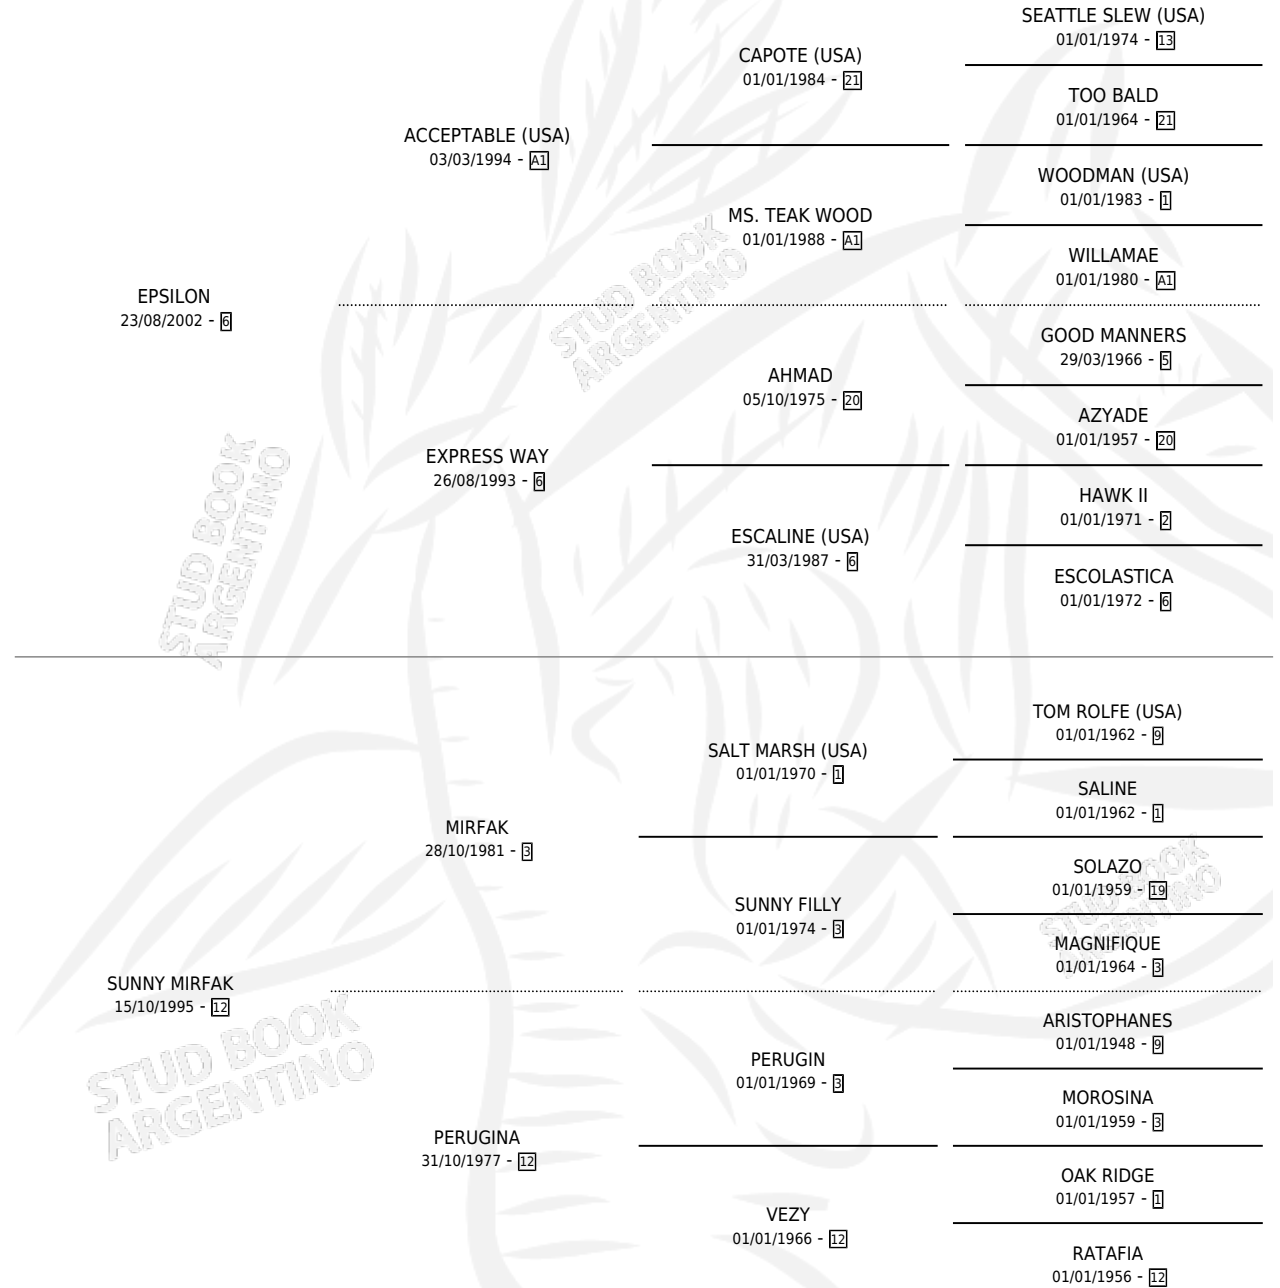 SEATTLE SLEW (USA)
01/01/1974 - 13
CAPOTE (USA)
01/01/1984 - 21
TOO BALD
01/01/1964 - 21
ACCEPTABLE (USA)
03/03/1994 - A1
WOODMAN (USA)
01/01/1983 - 1
MS. TEAK WOOD
01/01/1988 - A1
WILLAMAE
01/01/1980 - A1
EPSILON
23/08/2002 - 6
GOOD MANNERS
29/03/1966 - 5
AHMAD
05/10/1975 - 20
AZYADE
01/01/1957 - 20
EXPRESS WAY
26/08/1993 - 6
HAWK II
01/01/1971 - 2
ESCALINE (USA)
31/03/1987 - 6
ESCOLASTICA
01/01/1972 - 6
TOM ROLFE (USA)
01/01/1962 - 9
SALT MARSH (USA)
01/01/1970 - 1
SALINE
01/01/1962 - 1
MIRFAK
28/10/1981 - 3
SOLAZO
01/01/1959 - 19
SUNNY FILLY
01/01/1974 - 3
MAGNIFIQUE
01/01/1964 - 3
SUNNY MIRFAK
15/10/1995 - 12
ARISTOPHANES
01/01/1948 - 9
PERUGIN
01/01/1969 - 3
MOROSINA
01/01/1959 - 3
PERUGINA
31/10/1977 - 12
OAK RIDGE
01/01/1957 - 1
VEZY
01/01/1966 - 12
RATAFIA
01/01/1956 - 12
STUD BOOK
ARGENTINO
STUD BOOK
ARGENTINO
STUD BOOK
ARGENTINO
STUD BOOK
ARGENTINO